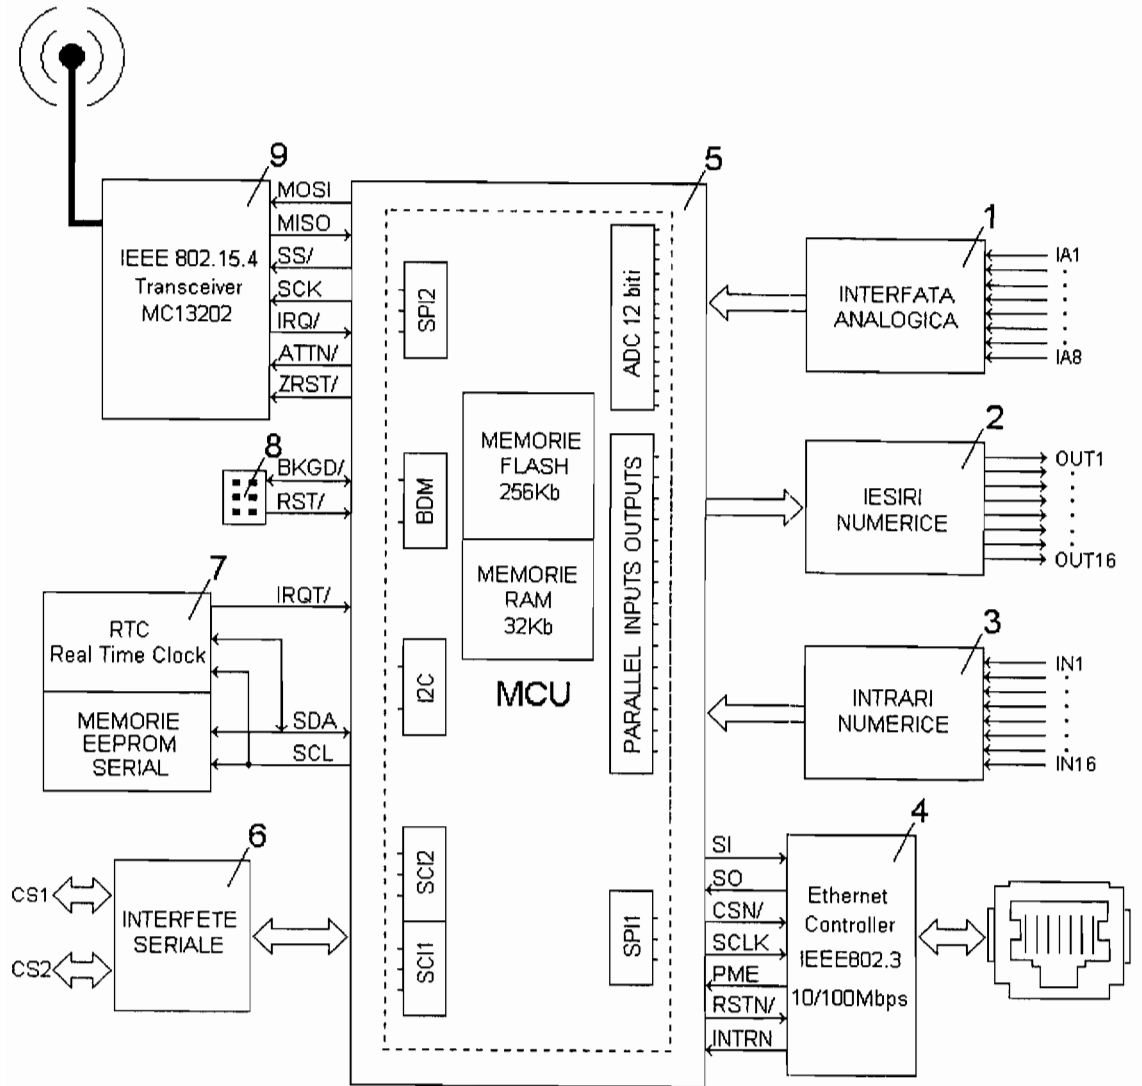 9
MOSI
MISO
SS/
SCK
IRQ/
ATTN/
ZRST/
IEEE 802.15.4
Transceiver
MC13202
8
BKGD/
RST/
7
IRQT/
RTC
Real Time Clock
MEMORIE
EEPROM
SERIAL
SDA
SCL
6
CS1
CS2
INTERFETE
SERIALE
5
SPI2
BDM
I2C
SCI2
SCI1
ADC 12 biti
MEMORIE
FLASH
256Kb
MEMORIE
RAM
32Kb
MCU
PARALLEL INPUTS OUTPUTS
SPI1
1
INTERFATA
ANALOGICA
IA1
IA8
2
IESIRI
NUMERICE
OUT1
OUT16
3
INTRARI
NUMERICE
IN1
IN16
4
SI
SO
CSN/
SCLK
PME
RSTN/
INTRN
Ethernet
Controller
IEEE802.3
10/100Mbps